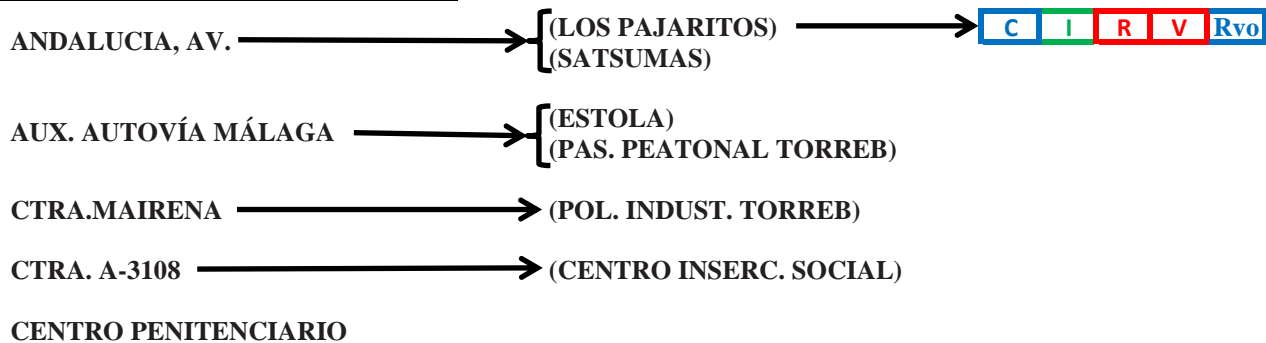 ANDALUCIA, AV. (LOS PAJARITOS) C I R V Rvo
(SATSUMAS)
AUX. AUTOVÍA MÁLAGA (ESTOLA)
(PAS. PEATONAL TORREB)
CTRA.MAIRENA (POL. INDUST. TORREB)
CTRA. A-3108 (CENTRO INSERC. SOCIAL)
CENTRO PENITENCIARIO